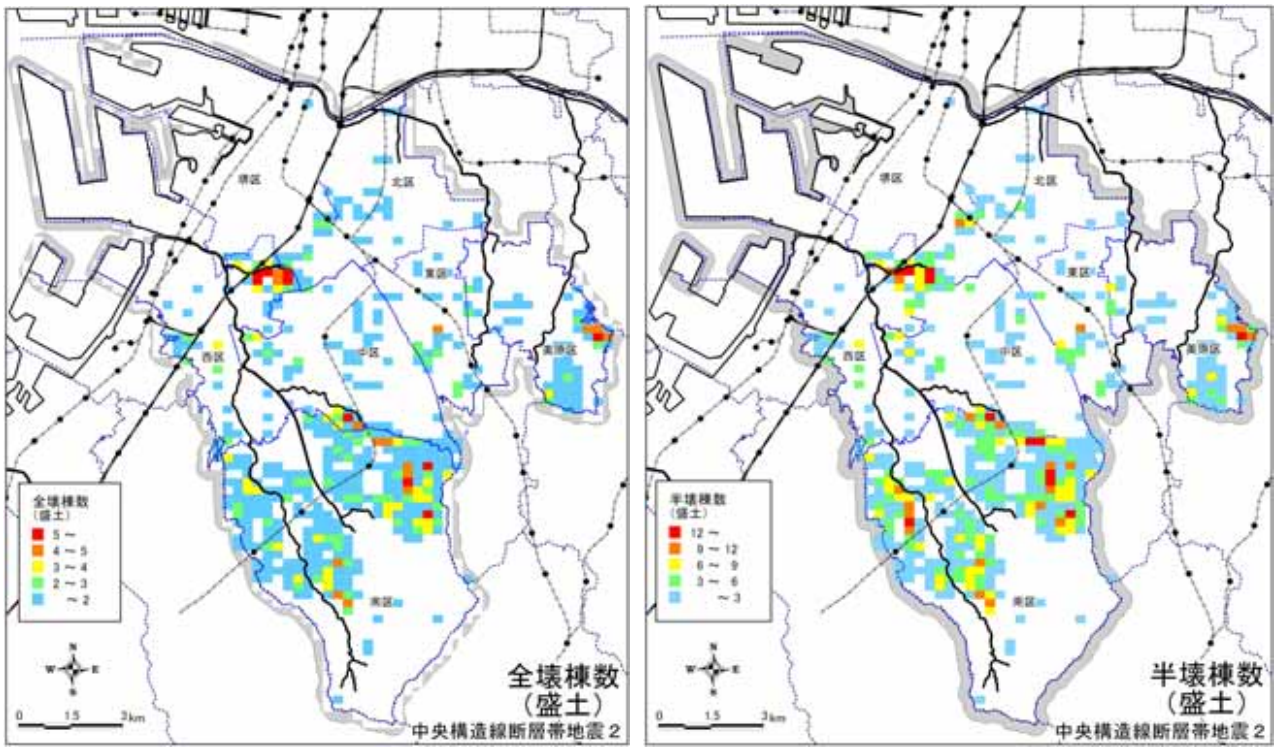 堺区
北区
東区
西区
中区
美原区
南区
全壊棟数
(盛土)
5 ～
4 ～ 5
3 ～ 4
2 ～ 3
～ 2
N
W E
S
0 1.5 3 km
全壊棟数
(盛土)
中央構造線断層帯地震2
堺区
北区
東区
西区
中区
美原区
南区
半壊棟数
(盛土)
12 ～
9 ～ 12
6 ～ 9
3 ～ 6
～ 3
N
W E
S
0 1.5 3 km
半壊棟数
(盛土)
中央構造線断層帯地震2